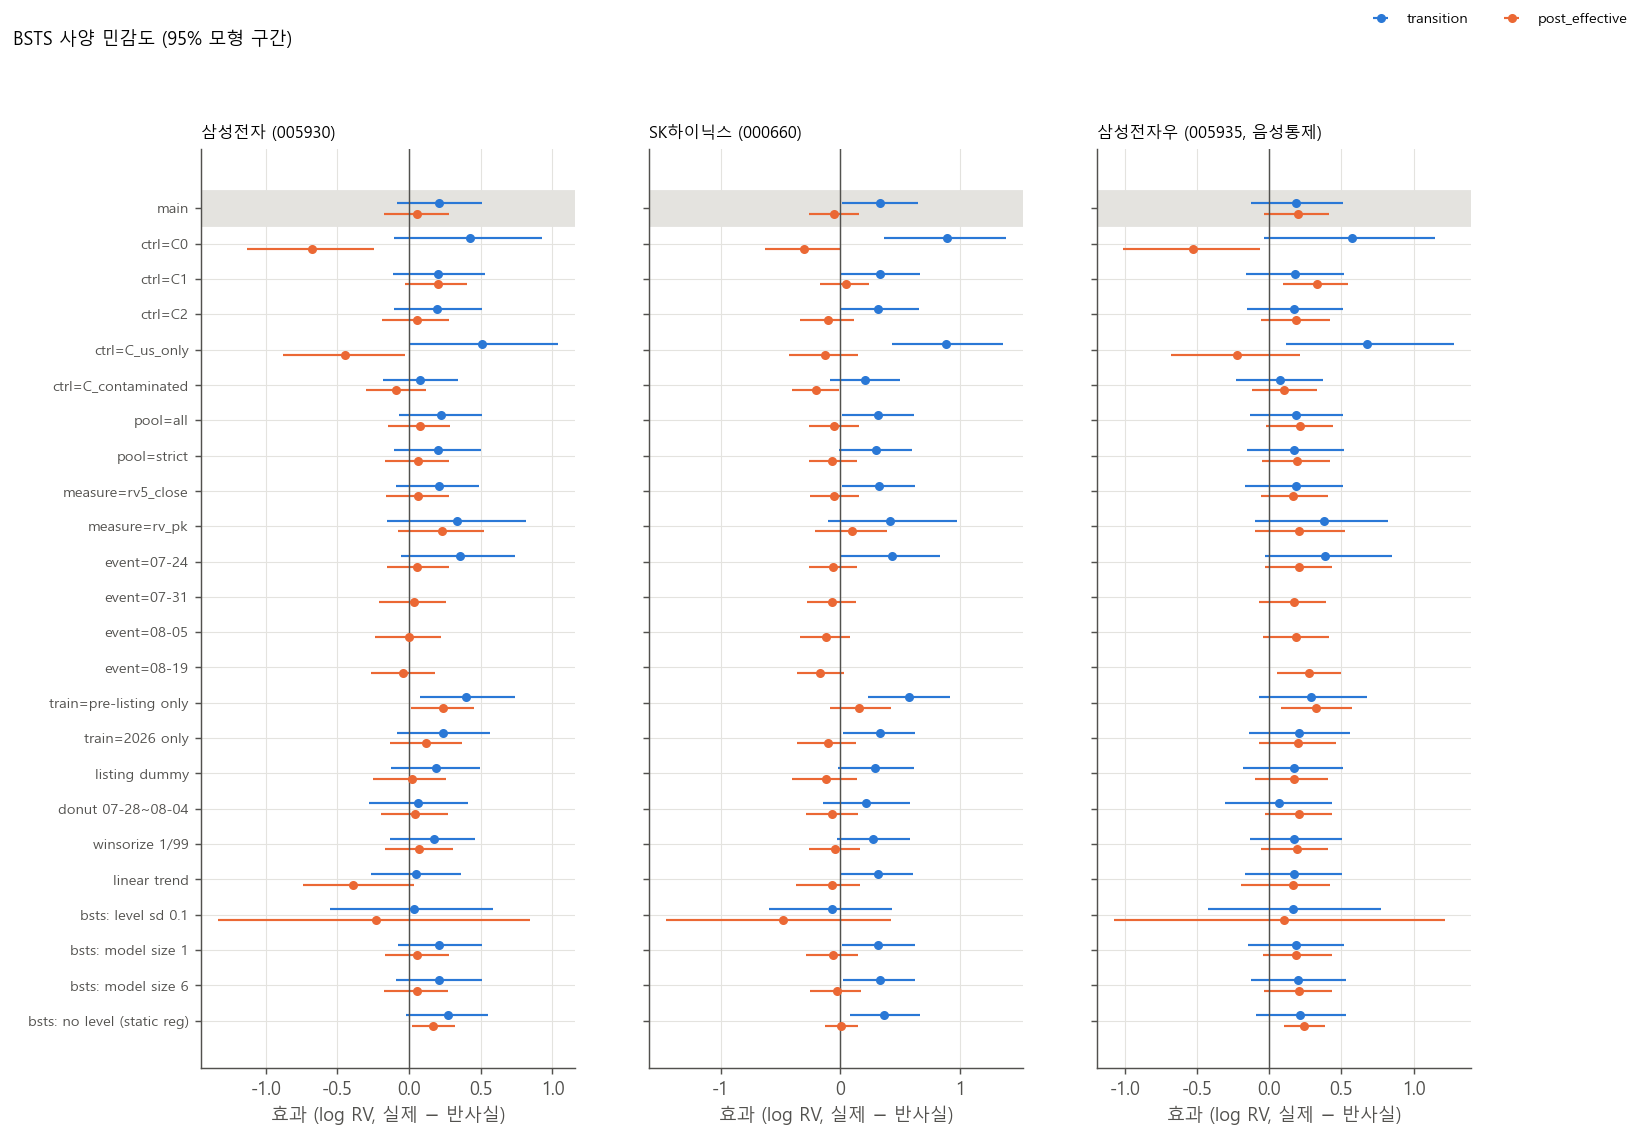 transition
post_effective
BSTS 사양 민감도 (95% 모형 구간)
삼성전자 (005930)
SK하이닉스 (000660)
삼성전자우 (005935, 음성통제)
main
ctrl=C0
ctrl=C1
ctrl=C2
ctrl=C_us_only
ctrl=C_contaminated
pool=all
pool=strict
measure=rv5_close
measure=rv_pk
event=07-24
event=07-31
event=08-05
event=08-19
train=pre-listing only
train=2026 only
listing dummy
donut 07-28~08-04
winsorize 1/99
linear trend
bsts: level sd 0.1
bsts: model size 1
bsts: model size 6
bsts: no level (static reg)
-1.0 -0.5 0.0 0.5 1.0
-1 0 1
-1.0 -0.5 0.0 0.5 1.0
효과 (log RV, 실제 − 반사실)
효과 (log RV, 실제 − 반사실)
효과 (log RV, 실제 − 반사실)